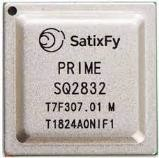 SatixFy
PRIME
SQ2832
T7F307.01 M
T1824A0NIF1